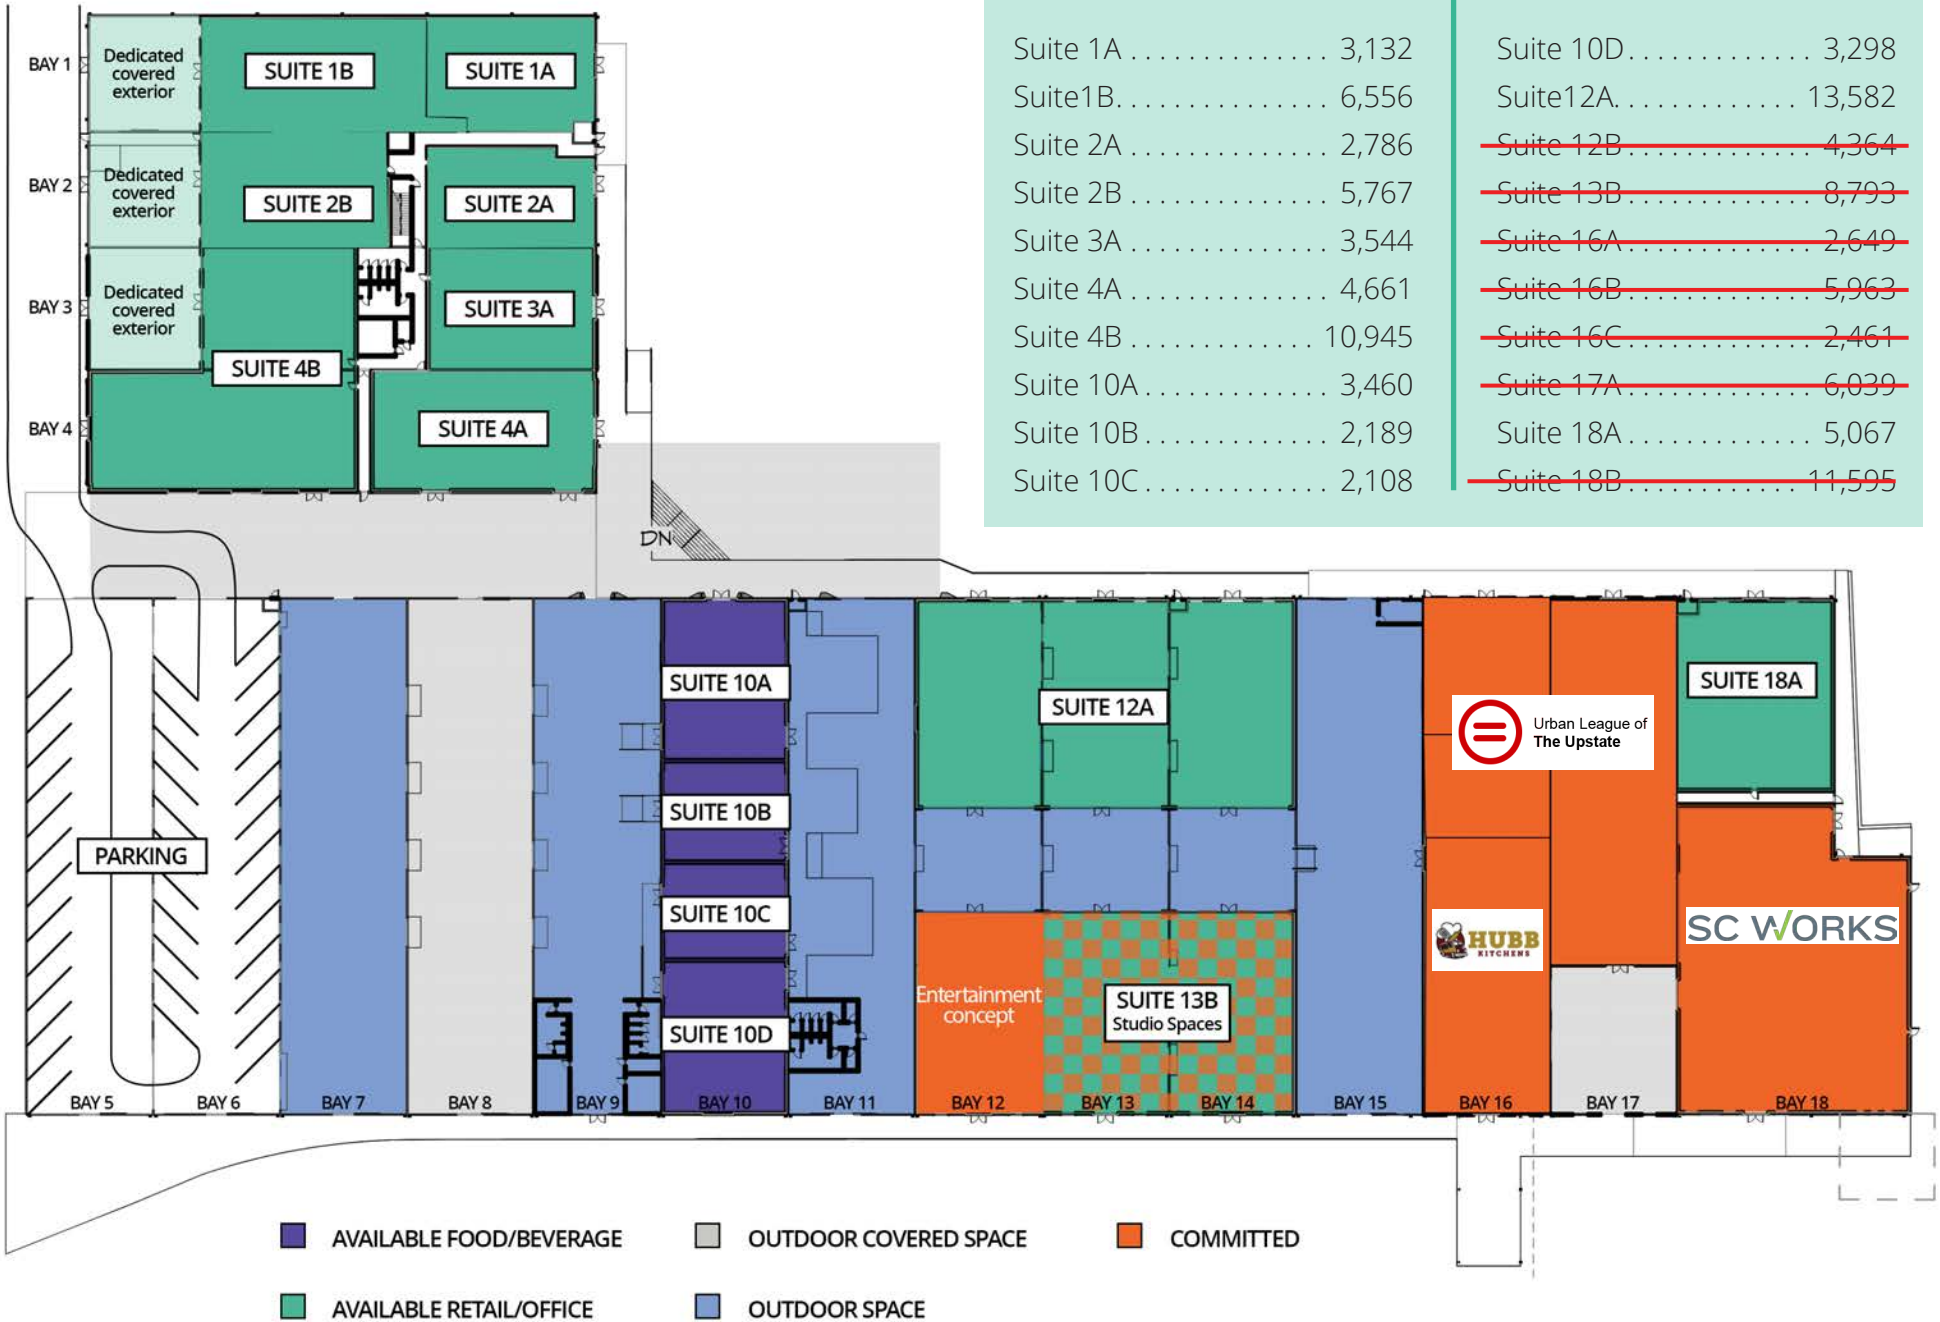 Suite 1A . . . . . . . . . . . . . . 3,132
Suite1B. . . . . . . . . . . . . . . 6,556
Suite 2A . . . . . . . . . . . . . . 2,786
Suite 2B . . . . . . . . . . . . . . 5,767
Suite 3A . . . . . . . . . . . . . . 3,544
Suite 4A . . . . . . . . . . . . . . 4,661
Suite 4B . . . . . . . . . . . . . 10,945
Suite 10A . . . . . . . . . . . . . 3,460
Suite 10B . . . . . . . . . . . . . 2,189
Suite 10C . . . . . . . . . . . . . 2,108
Suite 10D. . . . . . . . . . . . . 3,298
Suite12A. . . . . . . . . . . . . 13,582
Suite 12B . . . . . . . . . . . . . 4,364
Suite 13B . . . . . . . . . . . . . 8,793
Suite 16A . . . . . . . . . . . . . 2,649
Suite 16B . . . . . . . . . . . . . 5,963
Suite 16C . . . . . . . . . . . . . 2,461
Suite 17A . . . . . . . . . . . . . 6,039
Suite 18A . . . . . . . . . . . . . 5,067
Suite 18B . . . . . . . . . . . . 11,595
BAY 1
Dedicated
covered
exterior
SUITE 1B
SUITE 1A
BAY 2
Dedicated
covered
exterior
SUITE 2B
SUITE 2A
BAY 3
Dedicated
covered
exterior
SUITE 3A
SUITE 4B
BAY 4
SUITE 4A
DN
SUITE 10A
SUITE 12A
SUITE 18A
Urban League of
The Upstate
SUITE 10B
PARKING
SUITE 10C
HUBB
KITCHENS
SC WORKS
Entertainment
concept
SUITE 13B
Studio Spaces
SUITE 10D
BAY 5
BAY 6
BAY 7
BAY 8
BAY 9
BAY 10
BAY 11
BAY 12
BAY 13
BAY 14
BAY 15
BAY 16
BAY 17
BAY 18
AVAILABLE FOOD/BEVERAGE
OUTDOOR COVERED SPACE
COMMITTED
AVAILABLE RETAIL/OFFICE
OUTDOOR SPACE